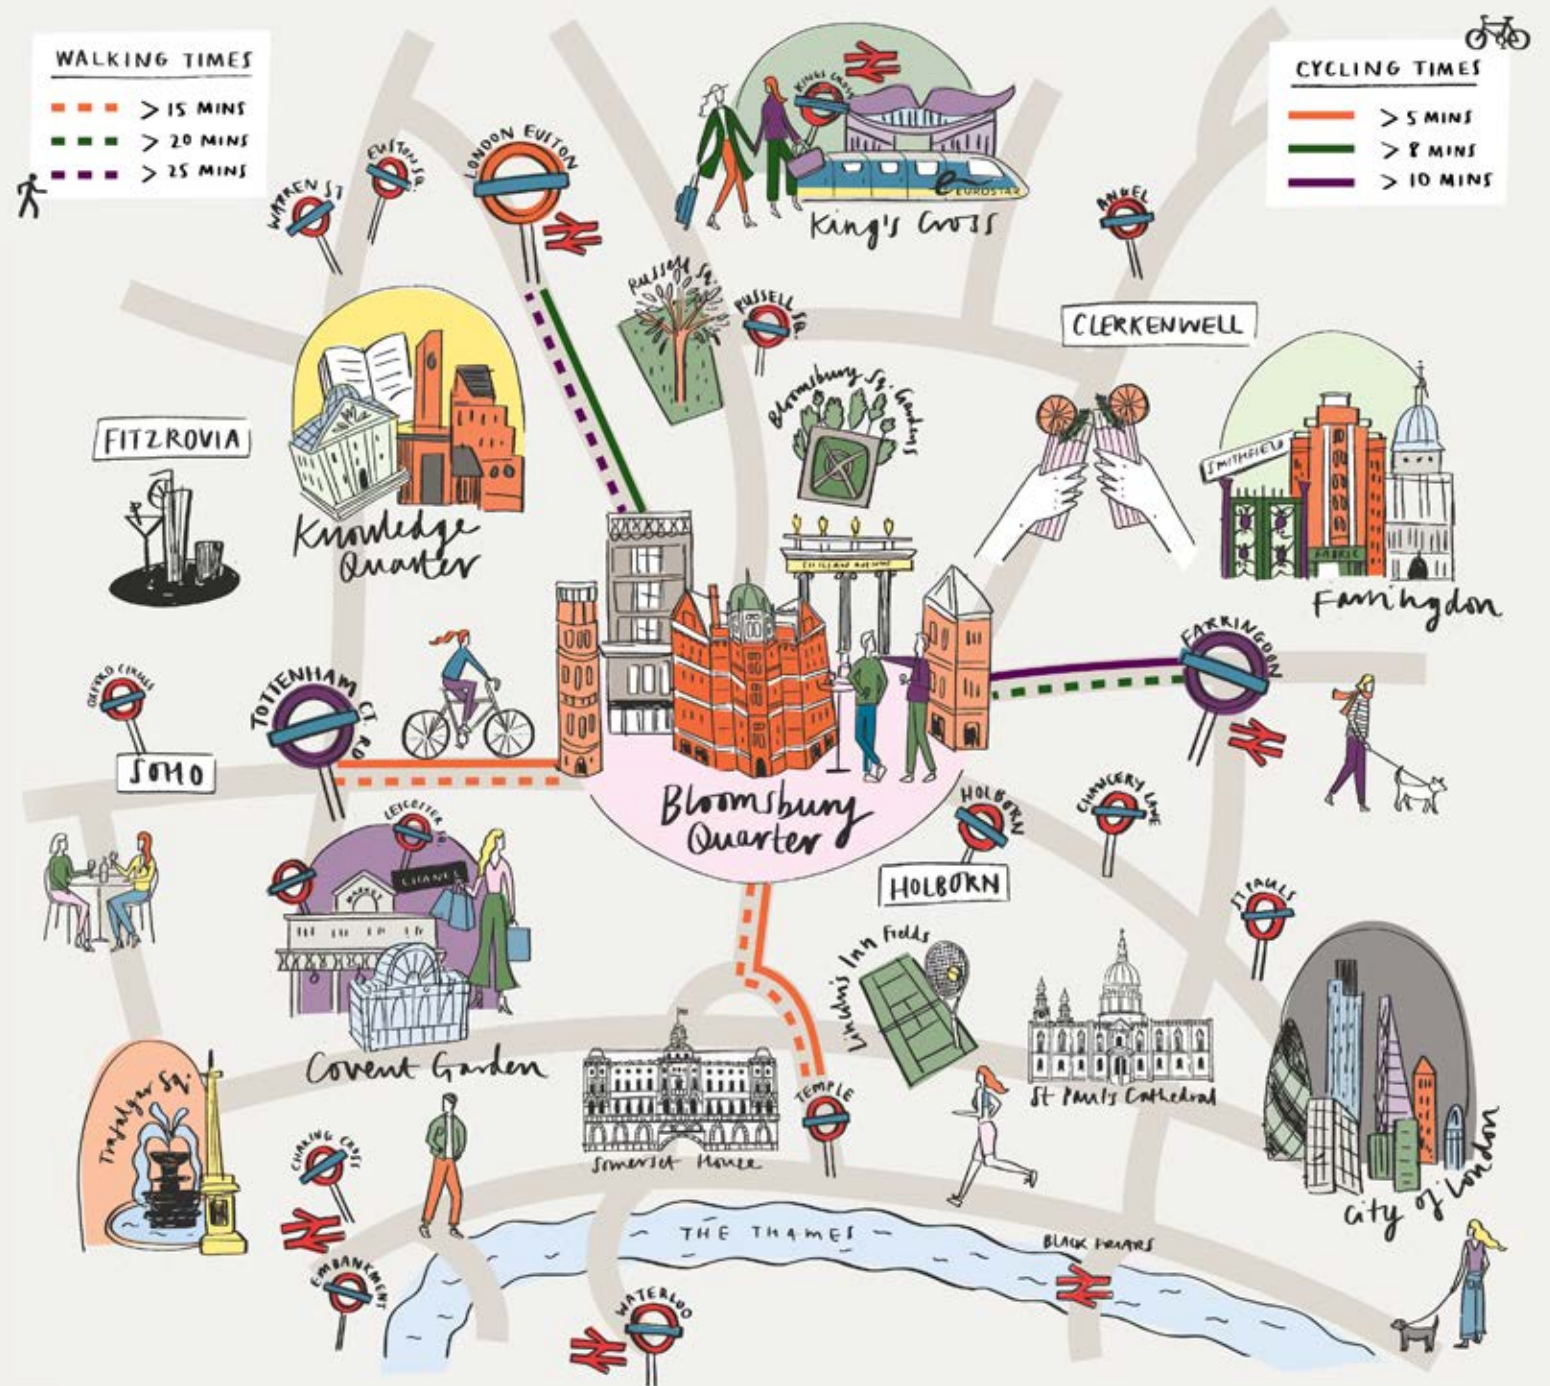 WALKING TIMES
> 15 MINS
> 20 MINS
> 25 MINS
CYCLING TIMES
> 5 MINS
> 8 MINS
> 10 MINS
KINGS CROSS
e EUROSTAR
King's Cross
LONDON EUSTON
EUSTON SQ.
WARREN ST
ANGEL
Russell Sq.
RUSSELL SQ.
CLERKENWELL
Bloomsbury Sq. Gardens
FITZROVIA
Knowledge
Quarter
SMITHFIELD
FABRIC
Farringdon
SICILIAN AVENUE
FARRINGDON
OXFORD CIRCUS
TOTTENHAM CT. RD
SOHO
Bloomsbury
Quarter
HOLBORN
CHANCERY LANE
HOLBORN
LEICESTER SQ.
CHANEL
MARKET
ST PAULS
Covent Garden
Lincoln's Inn Fields
St Paul's Cathedral
Trafalgar Sq.
Somerset House
TEMPLE
CHARING CROSS
City of London
THE THAMES
BLACK FRIARS
EMBANKMENT
WATERLOO